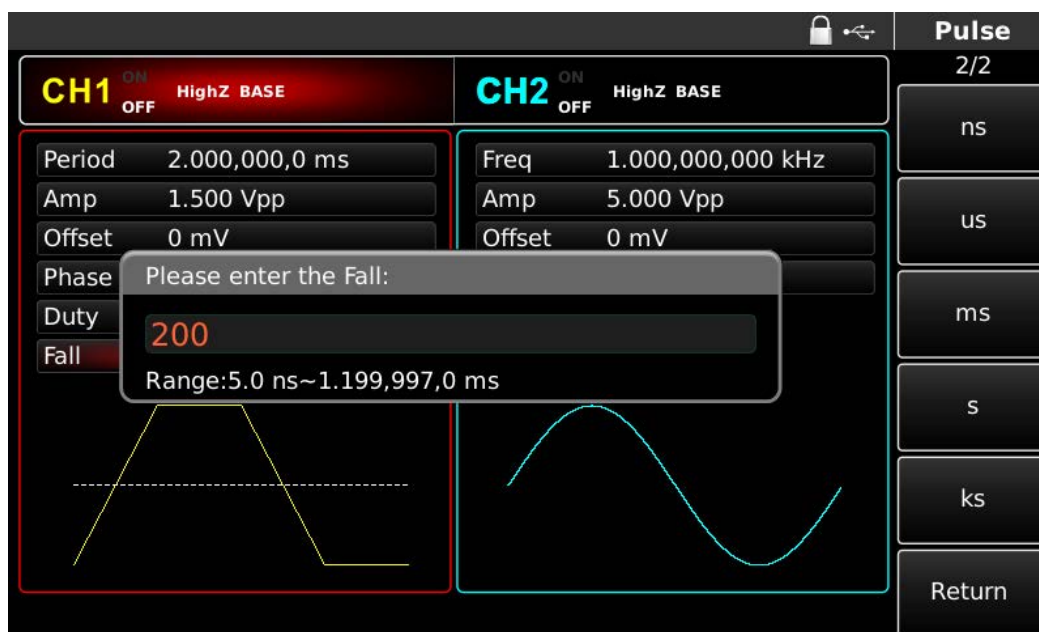 Pulse
2/2
CH1 ON OFF HighZ BASE
CH2 ON OFF HighZ BASE
Period 2.000,000,0 ms
Amp 1.500 Vpp
Offset 0 mV
Phase
Duty
Fall
Freq 1.000,000,000 kHz
Amp 5.000 Vpp
Offset 0 mV
Please enter the Fall:
200
Range:5.0 ns~1.199,997,0 ms
ns
us
ms
s
ks
Return